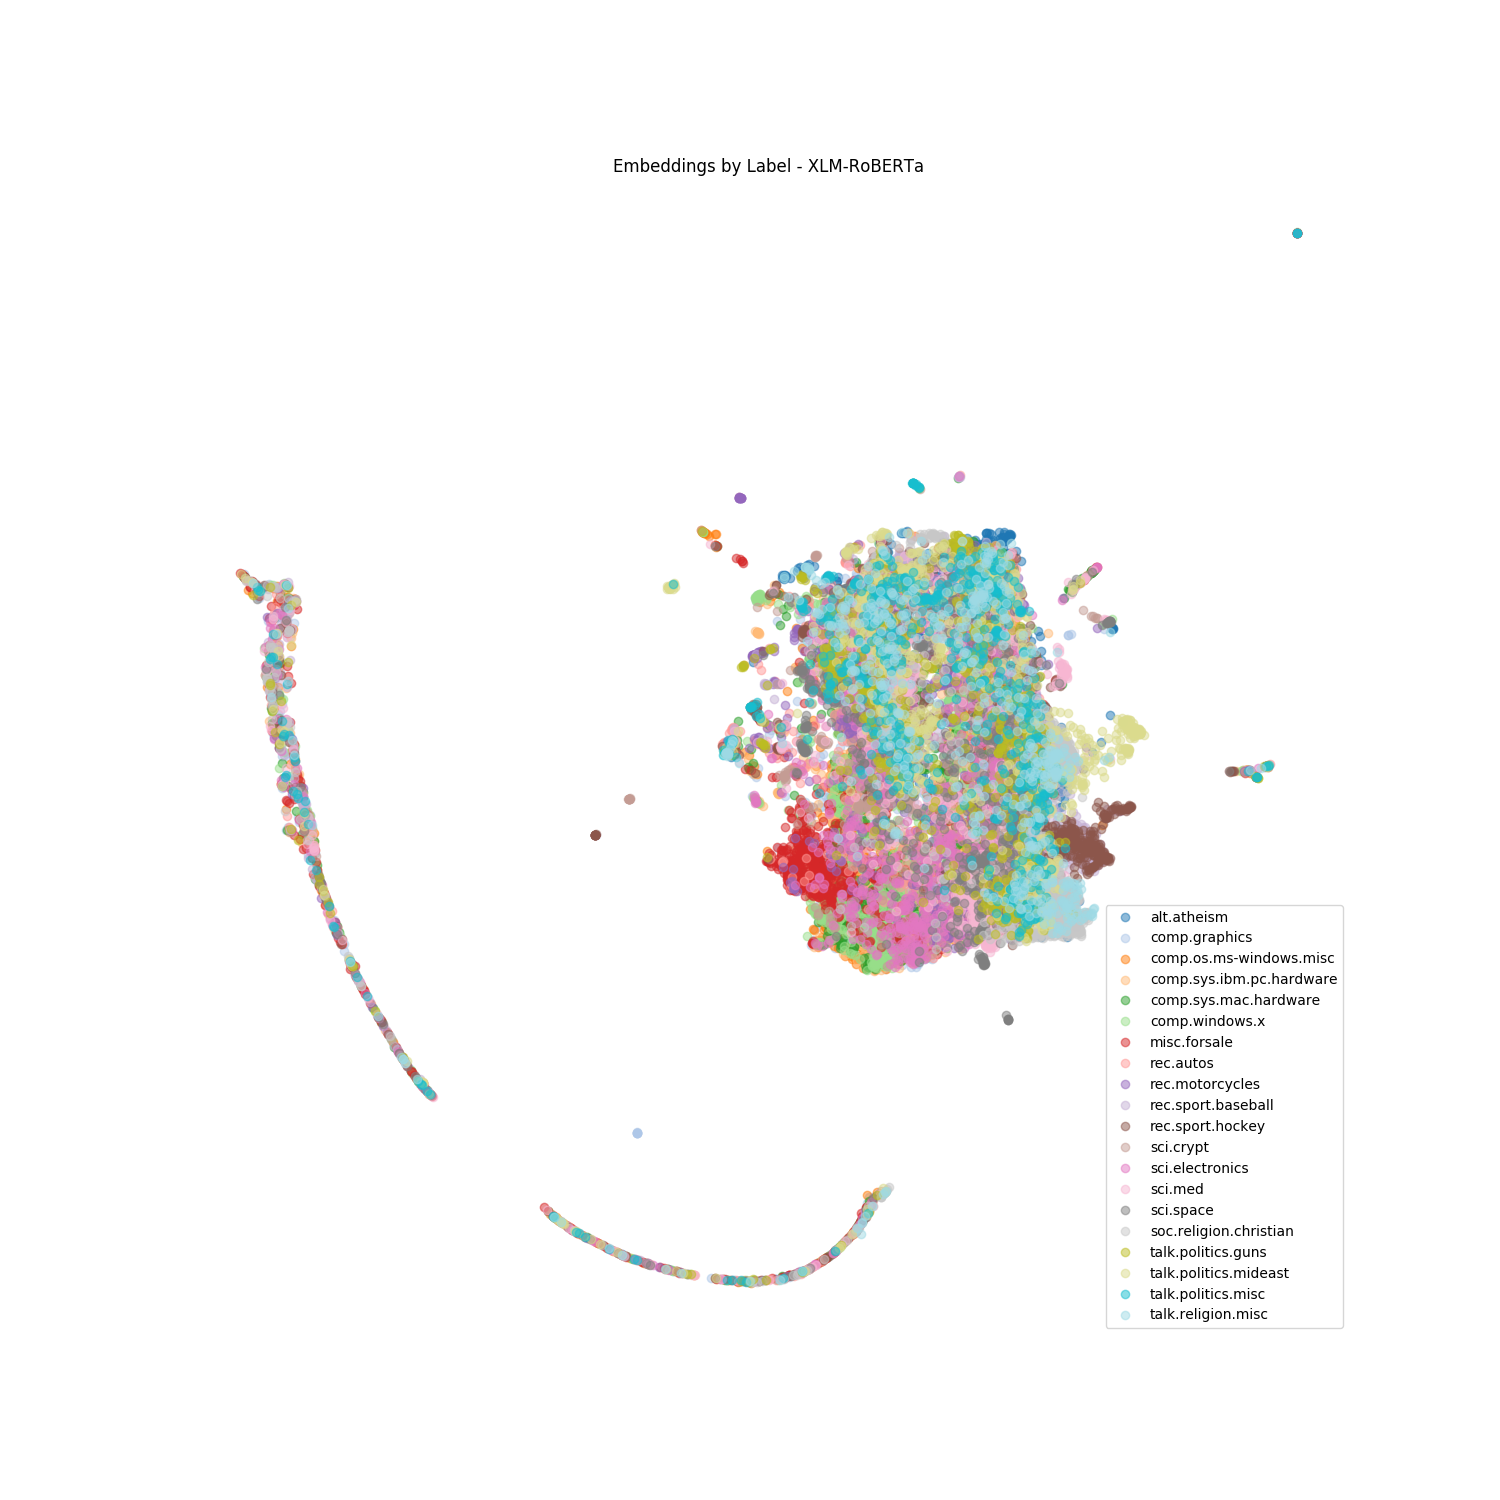 Embeddings by Label - XLM-RoBERTa
alt.atheism
comp.graphics
comp.os.ms-windows.misc
comp.sys.ibm.pc.hardware
comp.sys.mac.hardware
comp.windows.x
misc.forsale
rec.autos
rec.motorcycles
rec.sport.baseball
rec.sport.hockey
sci.crypt
sci.electronics
sci.med
sci.space
soc.religion.christian
talk.politics.guns
talk.politics.mideast
talk.politics.misc
talk.religion.misc